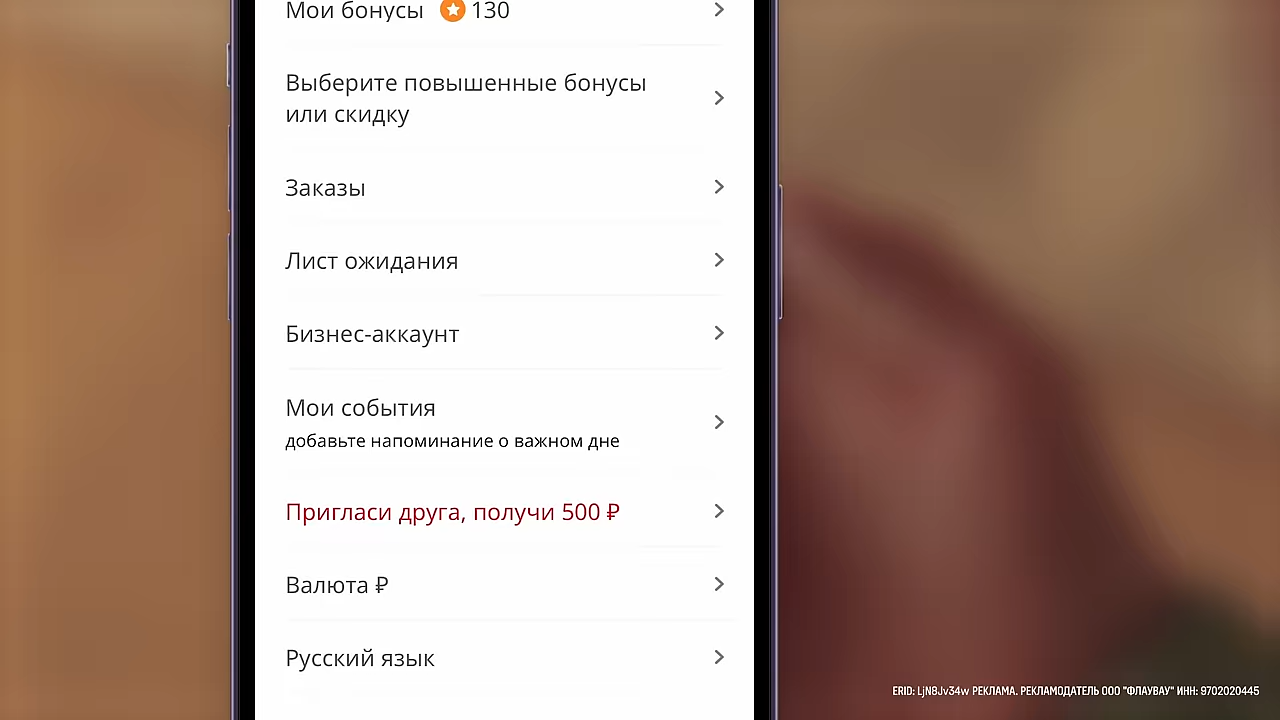 Мои бонусы 130
Выберите повышенные бонусы
или скидку
Заказы
Лист ожидания
Бизнес-аккаунт
Мои события
добавьте напоминание о важном дне
Пригласи друга, получи 500 ₽
Валюта ₽
Русский язык
ERID: LjN8Jv34w РЕКЛАМА. РЕКЛАМОДАТЕЛЬ ООО "ФЛАУВАУ" ИНН: 9702020445